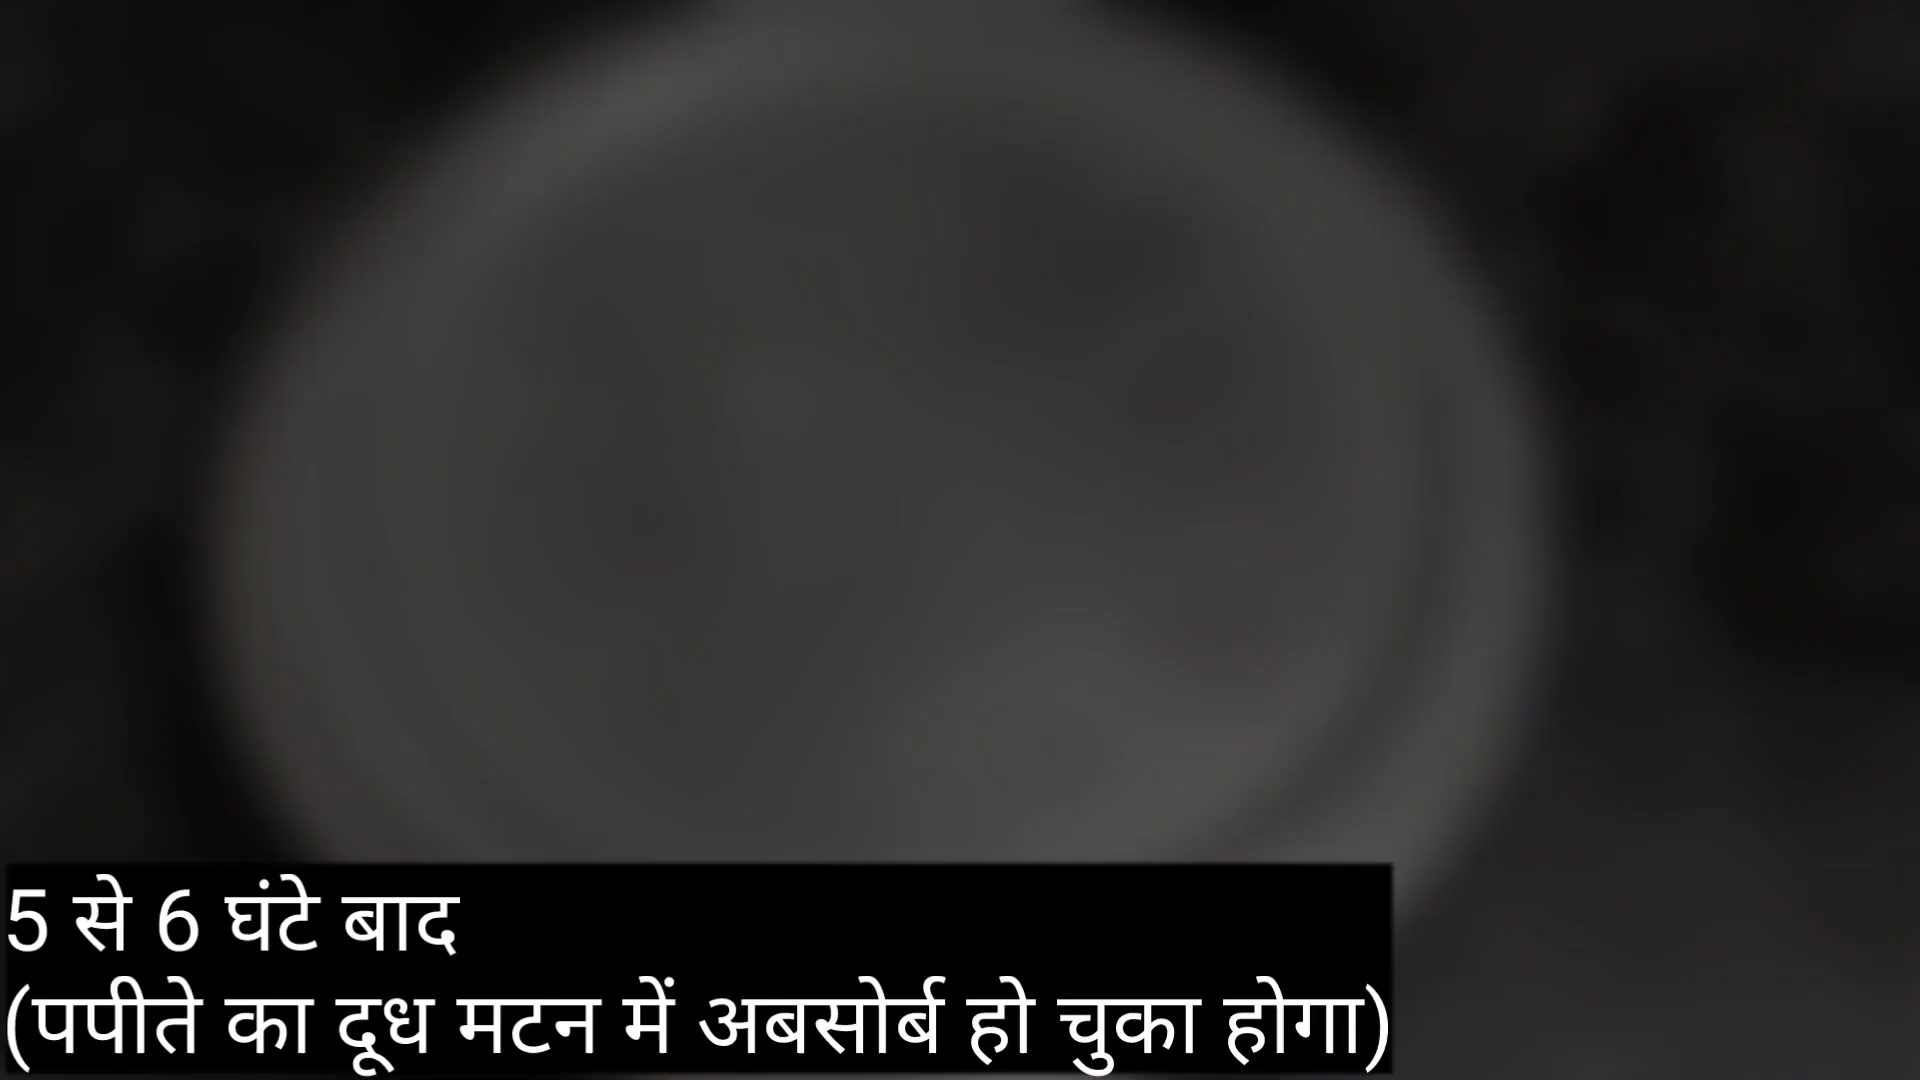 5 से 6 घंटे बाद
(पपीते का दूध मटन में अबसोर्ब हो चुका होगा)